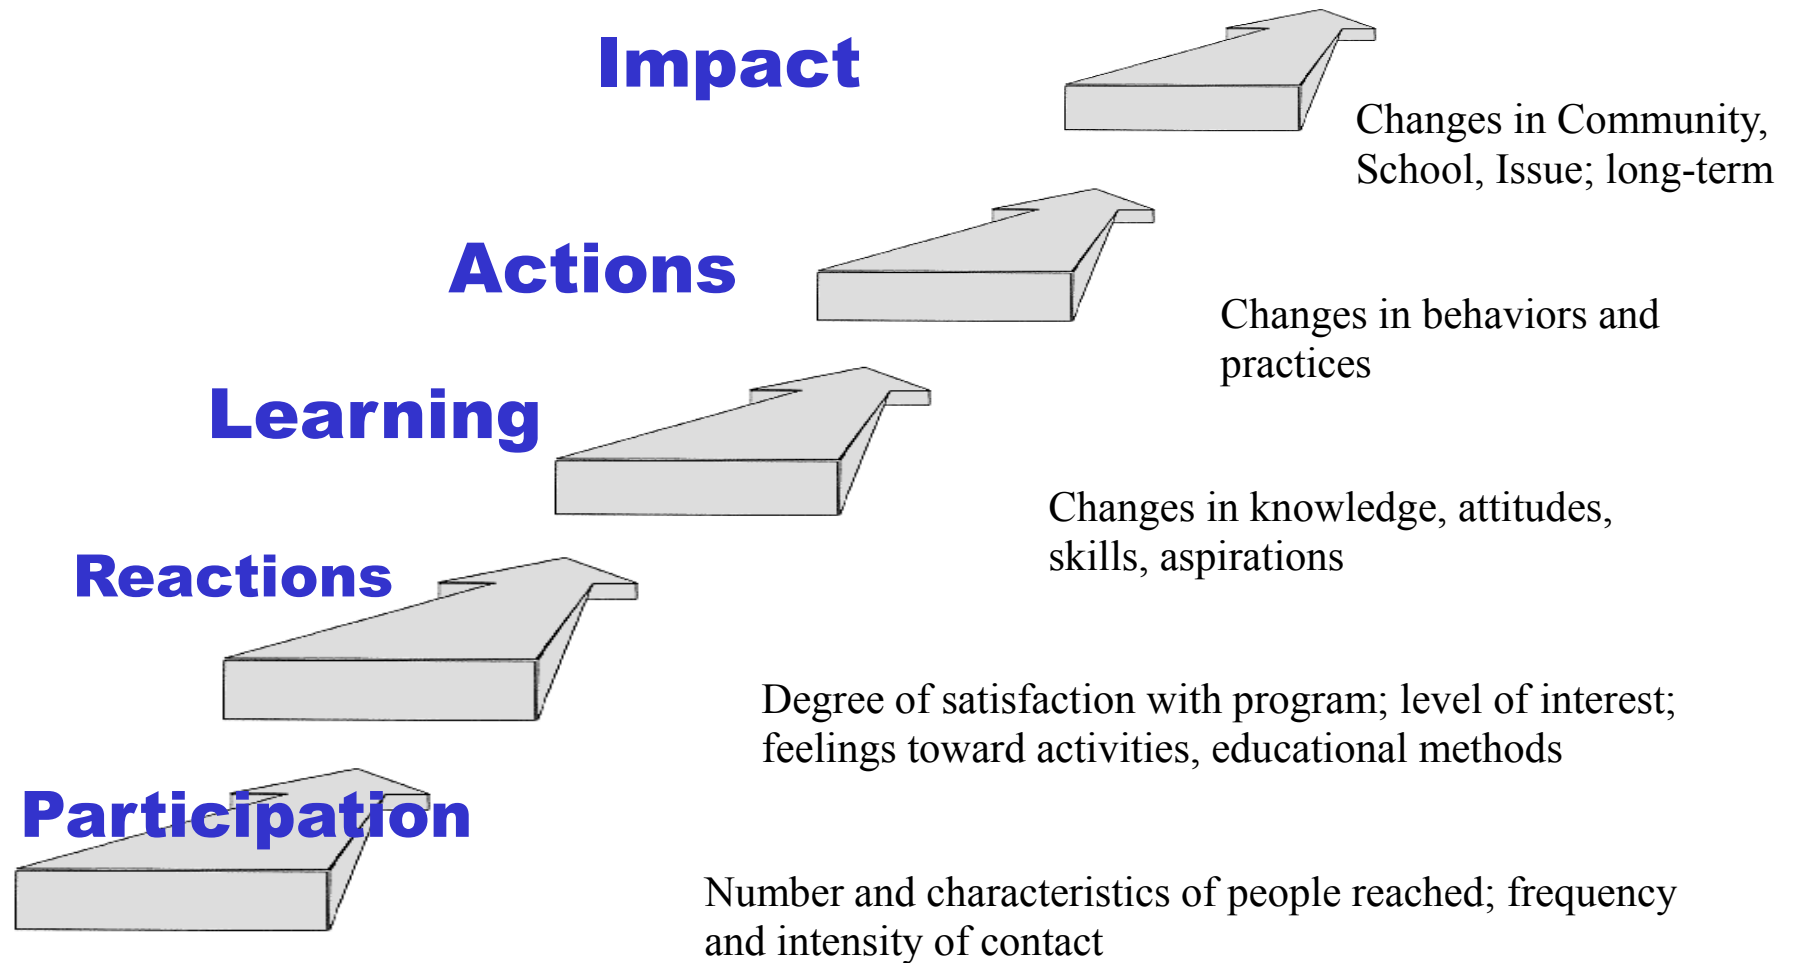 Impact
Changes in Community,
School, Issue; long-term
Actions
Changes in behaviors and
practices
Learning
Changes in knowledge, attitudes,
skills, aspirations
Reactions
Degree of satisfaction with program; level of interest;
feelings toward activities, educational methods
Participation
Number and characteristics of people reached; frequency
and intensity of contact